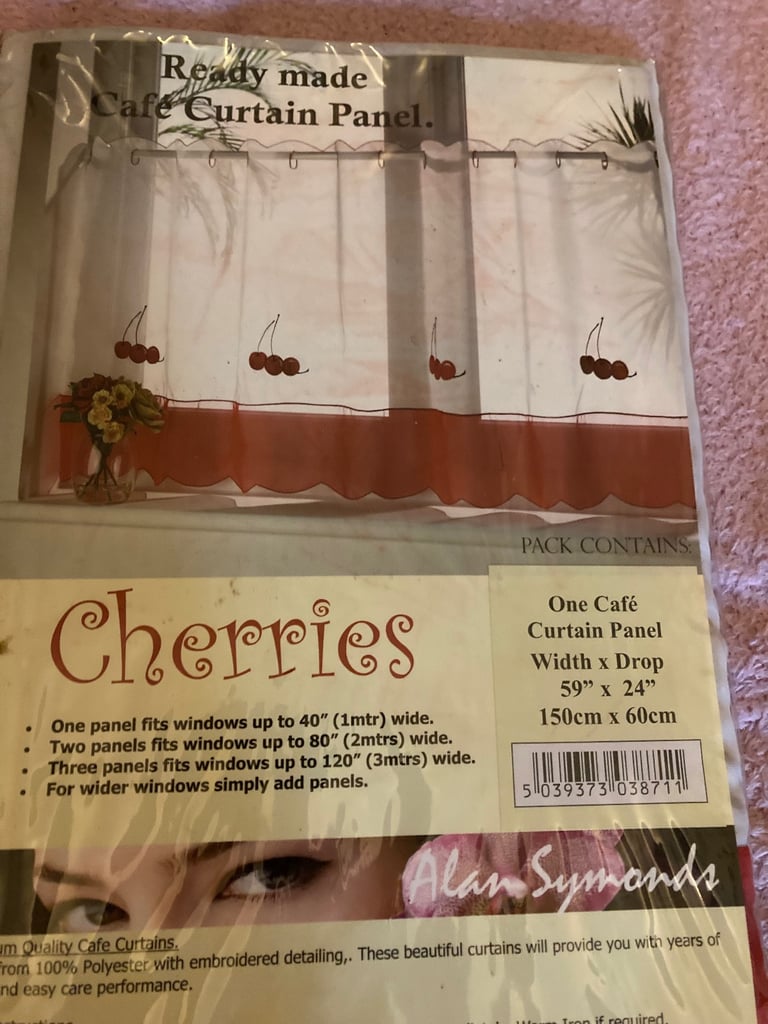 Ready made
Café Curtain Panel.
PACK CONTAINS:
One Café
Curtain Panel
Width x Drop
59” x 24”
150cm x 60cm
5 039373 038711
Cherries
• One panel fits windows up to 40” (1mtr) wide.
• Two panels fits windows up to 80” (2mtrs) wide.
• Three panels fits windows up to 120” (3mtrs) wide.
• For wider windows simply add panels.
Alan Symonds
um Quality Cafe Curtains.
from 100% Polyester with embroidered detailing,. These beautiful curtains will provide you with years of
nd easy care performance.
Warm Iron if required.